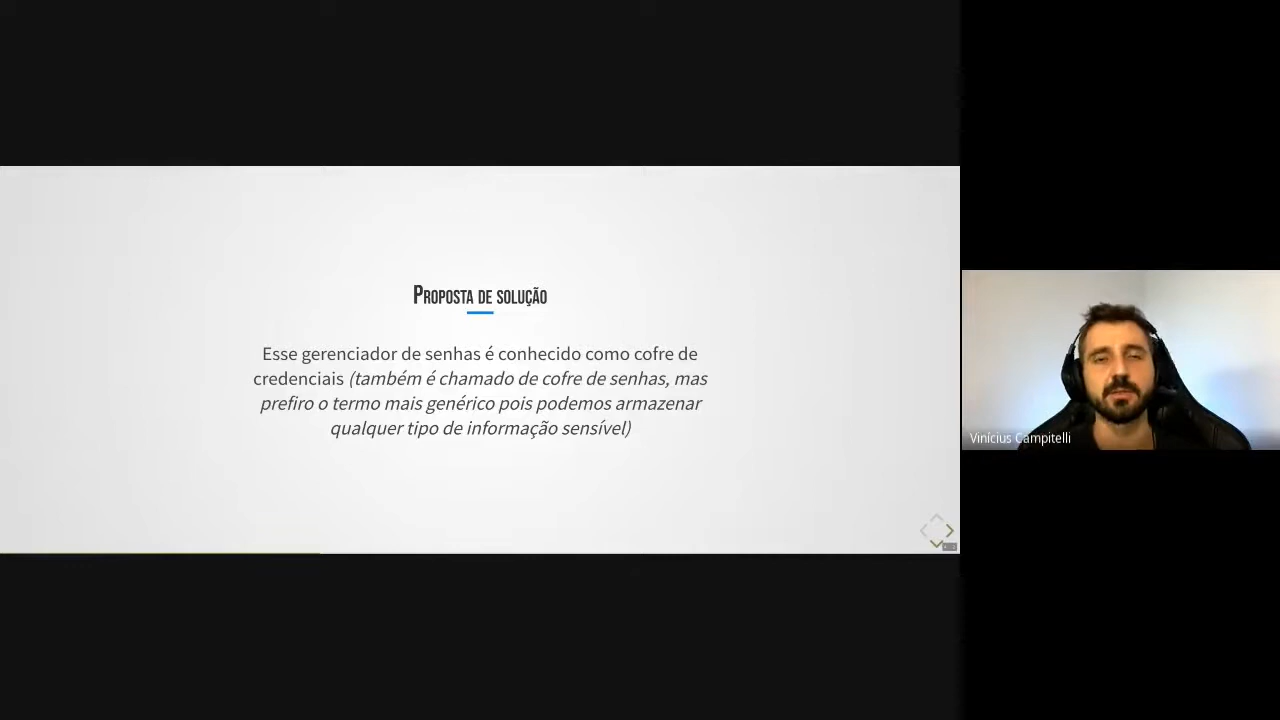 Proposta de solução
Esse gerenciador de senhas é conhecido como cofre de
credenciais (também é chamado de cofre de senhas, mas
prefiro o termo mais genérico pois podemos armazenar
qualquer tipo de informação sensível)
Vinícius Campitelli